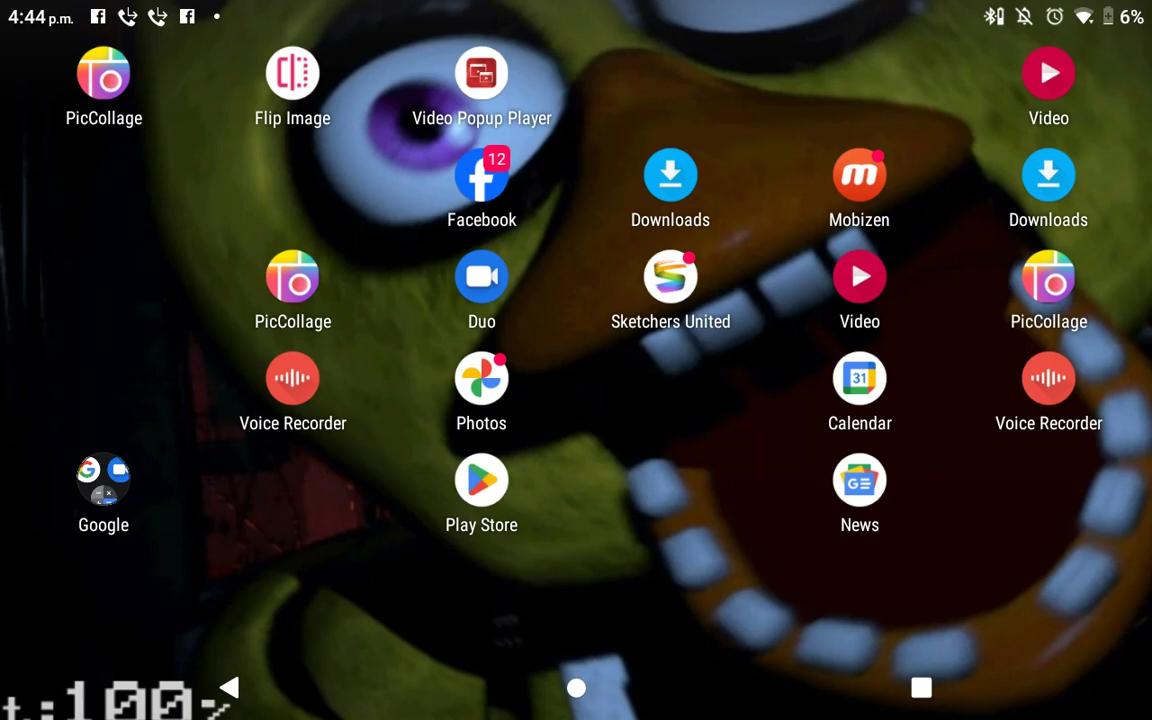 4:44 p.m. 6%
PicCollage Flip Image Video Popup Player Video
12
Facebook Downloads Mobizen Downloads
PicCollage Duo Sketchers United Video PicCollage
31
Voice Recorder Photos Calendar Voice Recorder
Google Play Store News
t.:100%